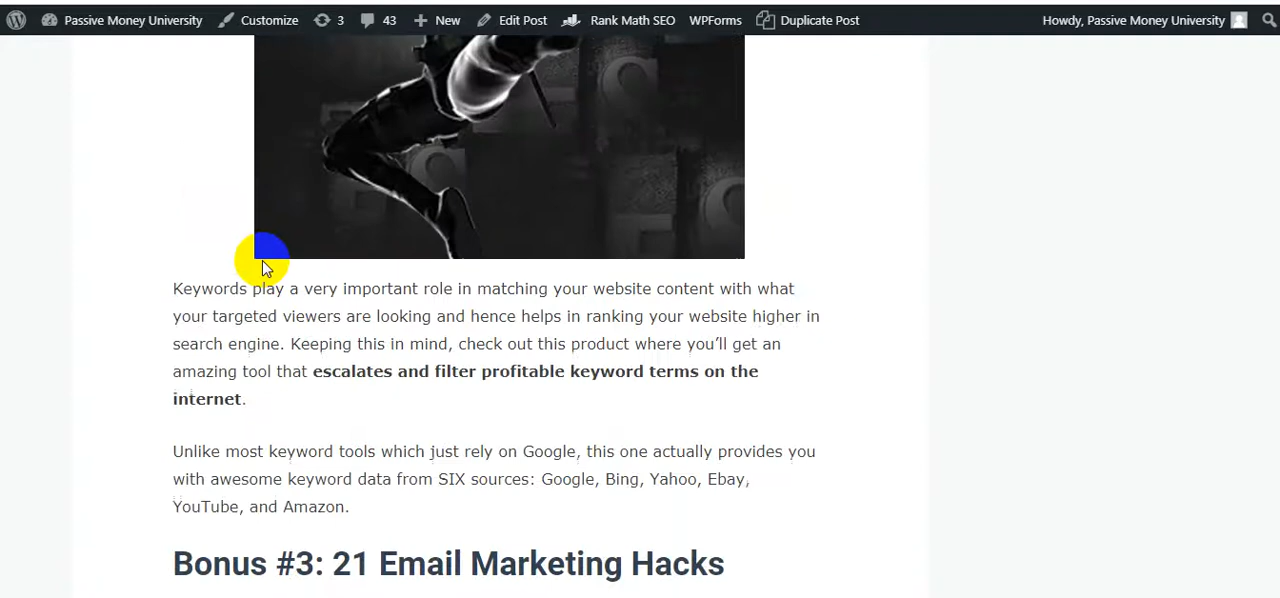 Passive Money University Customize 3 43 New Edit Post Rank Math SEO WPForms Duplicate Post Howdy, Passive Money University
Keywords play a very important role in matching your website content with what
your targeted viewers are looking and hence helps in ranking your website higher in
search engine. Keeping this in mind, check out this product where you’ll get an
amazing tool that escalates and filter profitable keyword terms on the
internet.
Unlike most keyword tools which just rely on Google, this one actually provides you
with awesome keyword data from SIX sources: Google, Bing, Yahoo, Ebay,
YouTube, and Amazon.
Bonus #3: 21 Email Marketing Hacks